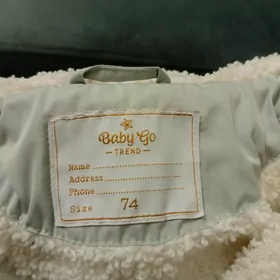 Baby Go
— TREND —
Name ..............................
Address ..........................
Phone ............................
Size 74